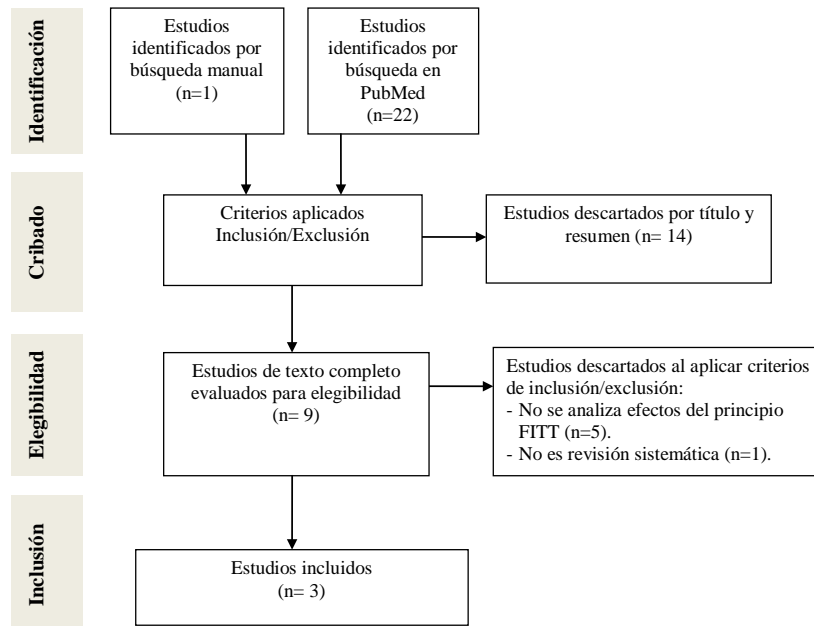 Identificación
Estudios
identificados por
búsqueda manual
(n=1)
Estudios
identificados por
búsqueda en
PubMed
(n=22)
Cribado
Criterios aplicados
Inclusión/Exclusión
Estudios descartados por título y
resumen (n= 14)
Elegibilidad
Estudios de texto completo
evaluados para elegibilidad
(n= 9)
Estudios descartados al aplicar criterios
de inclusión/exclusión:
- No se analiza efectos del principio
FITT (n=5).
- No es revisión sistemática (n=1).
Inclusión
Estudios incluidos
(n= 3)